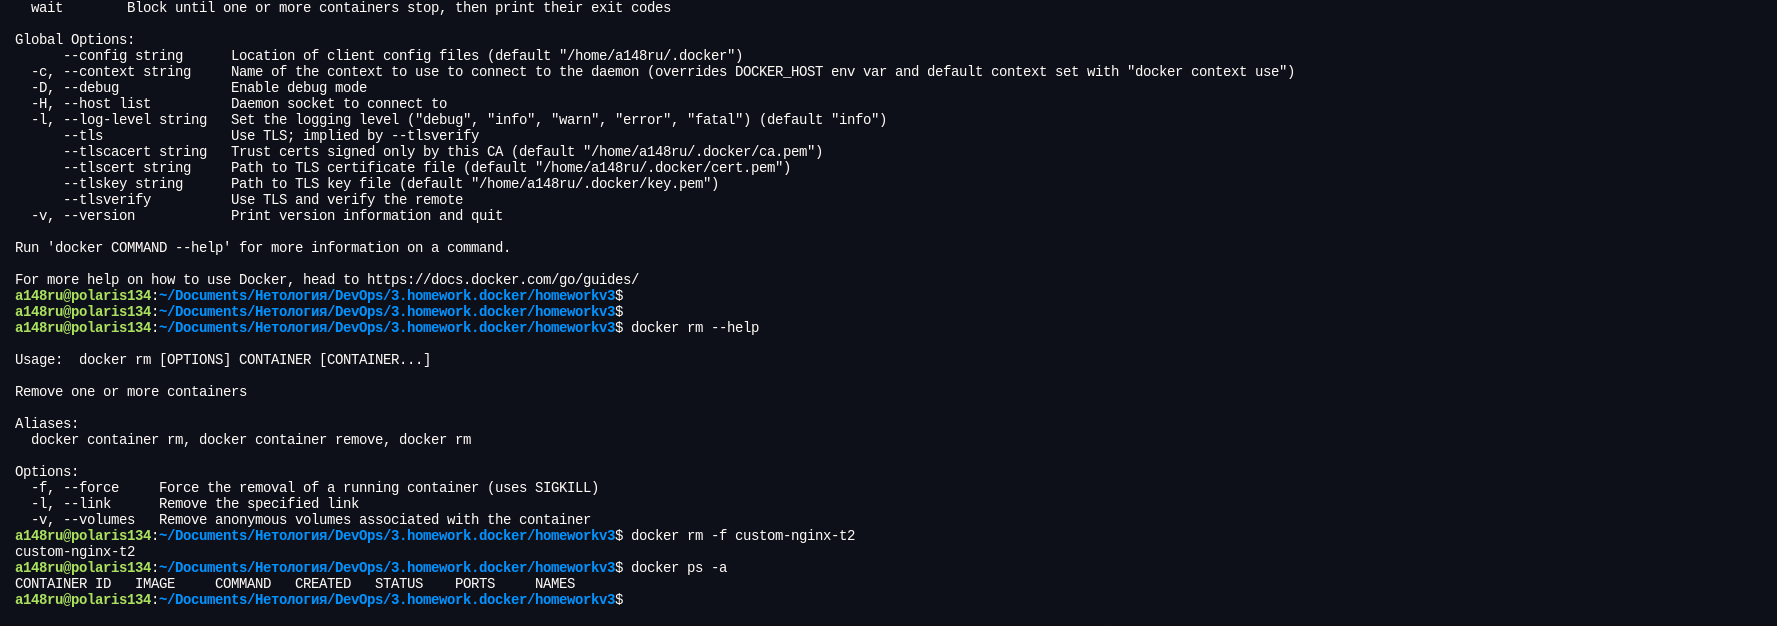 wait        Block until one or more containers stop, then print their exit codes

Global Options:
      --config string      Location of client config files (default "/home/a148ru/.docker")
  -c, --context string     Name of the context to use to connect to the daemon (overrides DOCKER_HOST env var and default context set with "docker context use")
  -D, --debug              Enable debug mode
  -H, --host list          Daemon socket to connect to
  -l, --log-level string   Set the logging level ("debug", "info", "warn", "error", "fatal") (default "info")
      --tls                Use TLS; implied by --tlsverify
      --tlscacert string   Trust certs signed only by this CA (default "/home/a148ru/.docker/ca.pem")
      --tlscert string     Path to TLS certificate file (default "/home/a148ru/.docker/cert.pem")
      --tlskey string      Path to TLS key file (default "/home/a148ru/.docker/key.pem")
      --tlsverify          Use TLS and verify the remote
  -v, --version            Print version information and quit

Run 'docker COMMAND --help' for more information on a command.

For more help on how to use Docker, head to https://docs.docker.com/go/guides/
a148ru@polaris134:~/Documents/Нетология/DevOps/3.homework.docker/homeworkv3$
a148ru@polaris134:~/Documents/Нетология/DevOps/3.homework.docker/homeworkv3$
a148ru@polaris134:~/Documents/Нетология/DevOps/3.homework.docker/homeworkv3$ docker rm --help

Usage:  docker rm [OPTIONS] CONTAINER [CONTAINER...]

Remove one or more containers

Aliases:
  docker container rm, docker container remove, docker rm

Options:
  -f, --force     Force the removal of a running container (uses SIGKILL)
  -l, --link      Remove the specified link
  -v, --volumes   Remove anonymous volumes associated with the container
a148ru@polaris134:~/Documents/Нетология/DevOps/3.homework.docker/homeworkv3$ docker rm -f custom-nginx-t2
custom-nginx-t2
a148ru@polaris134:~/Documents/Нетология/DevOps/3.homework.docker/homeworkv3$ docker ps -a
CONTAINER ID   IMAGE     COMMAND   CREATED   STATUS    PORTS     NAMES
a148ru@polaris134:~/Documents/Нетология/DevOps/3.homework.docker/homeworkv3$